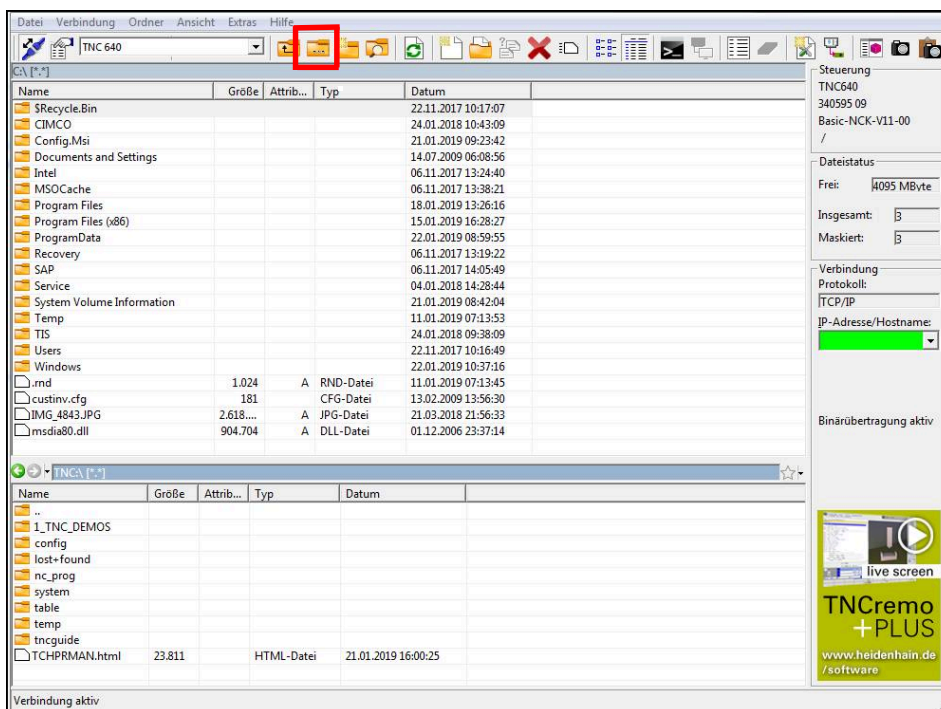 Datei Verbindung Ordner Ansicht Extras Hilfe
TNC 640
C:\ [*.*]
Name Größe Attrib... Typ Datum
$Recycle.Bin 22.11.2017 10:17:07
CIMCO 24.01.2018 10:43:09
Config.Msi 21.01.2019 09:23:42
Documents and Settings 14.07.2009 06:08:56
Intel 06.11.2017 13:24:40
MSOCache 06.11.2017 13:38:21
Program Files 18.01.2019 13:26:16
Program Files (x86) 15.01.2019 16:28:27
ProgramData 22.01.2019 08:59:55
Recovery 06.11.2017 13:19:22
SAP 06.11.2017 14:05:49
Service 04.01.2018 14:28:44
System Volume Information 21.01.2019 08:42:04
Temp 11.01.2019 07:13:53
TIS 24.01.2018 09:38:09
Users 22.11.2017 10:16:49
Windows 22.01.2019 10:37:16
.rnd 1.024 A RND-Datei 11.01.2019 07:13:45
custinv.cfg 181 CFG-Datei 13.02.2009 13:56:30
IMG_4843.JPG 2.618.... A JPG-Datei 21.03.2018 21:56:33
msdia80.dll 904.704 A DLL-Datei 01.12.2006 23:37:14
TNC:\ [*.*]
Name Größe Attrib... Typ Datum
..
1_TNC_DEMOS
config
lost+found
nc_prog
system
table
temp
tncguide
TCHPRMAN.html 23.811 HTML-Datei 21.01.2019 16:00:25
Verbindung aktiv
Steuerung
TNC640
340595 09
Basic-NCK-V11-00
/
Dateistatus
Frei: 4095 MByte
Insgesamt: 3
Maskiert: 3
Verbindung
Protokoll:
TCP/IP
IP-Adresse/Hostname:
Binärübertragung aktiv
live screen
TNCremo
+PLUS
www.heidenhain.de
/software